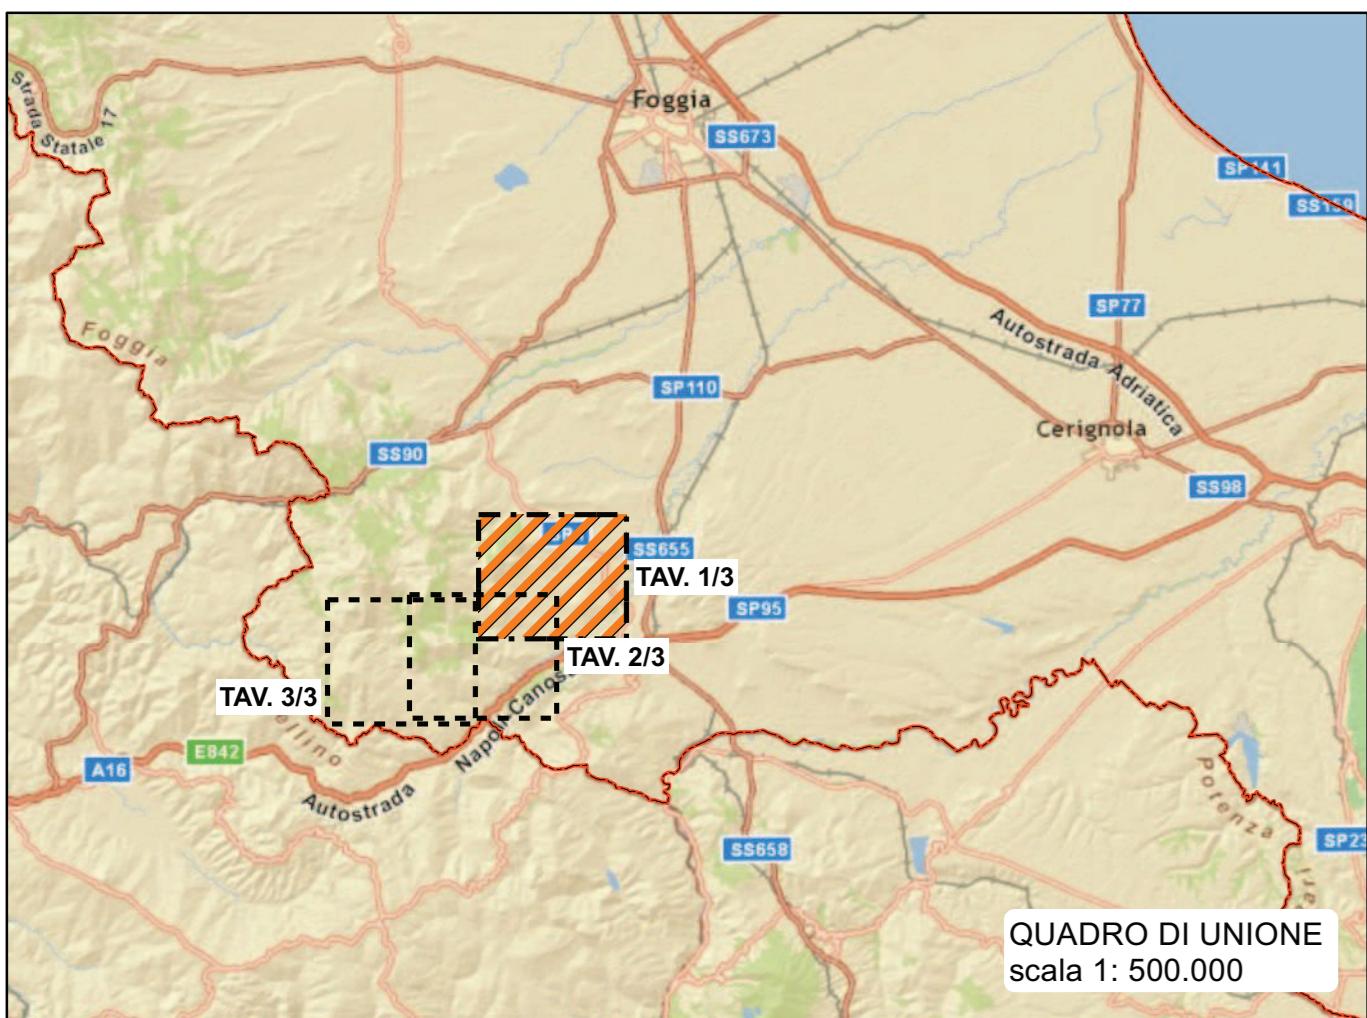 Strada Statale 17
Foggia
SS673
SP141
SS159
SP77
Foggia
Autostrada Adriatica
SP110
Cerignola
SS90
SS98
SS655
TAV. 1/3
SP95
TAV. 2/3
TAV. 3/3
Napoli Canosa
E842
A16
Autostrada
Potenza
SS658
SP23
QUADRO DI UNIONE
scala 1: 500.000